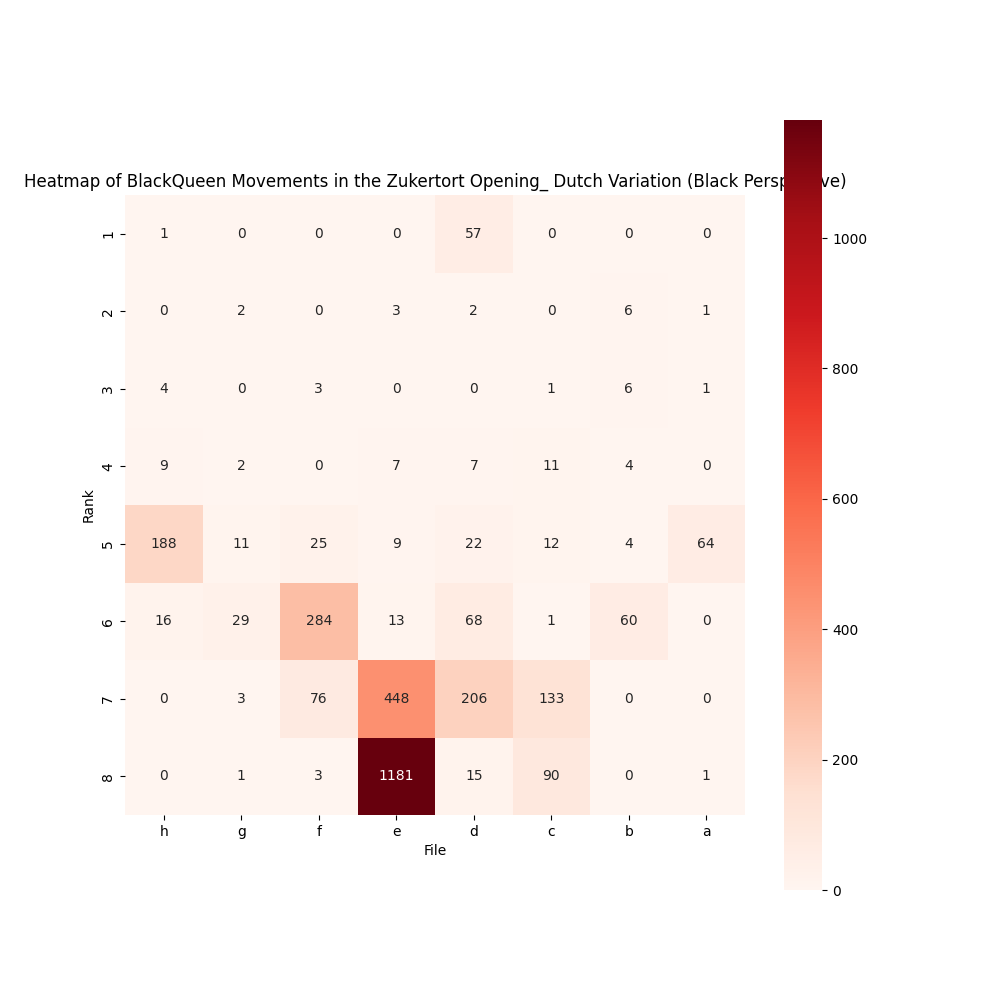 Heatmap of BlackQueen Movements in the Zukertort Opening_ Dutch Variation (Black Persp ve)
1 1 0 0 0 57 0 0 0
2 0 2 0 3 2 0 6 1
3 4 0 3 0 0 1 6 1
4 9 2 0 7 7 11 4 0
5 188 11 25 9 22 12 4 64
6 16 29 284 13 68 1 60 0
7 0 3 76 448 206 133 0 0
8 0 1 3 1181 15 90 0 1
h g f e d c b a
File
Rank
1000
800
600
400
200
0